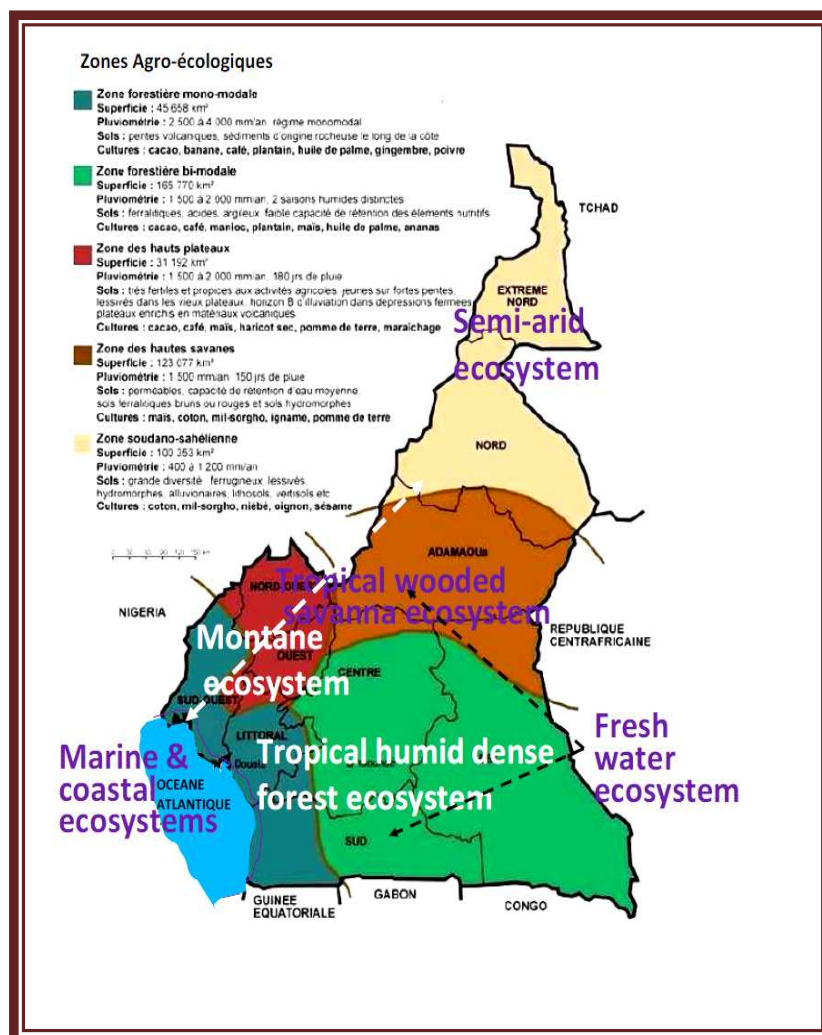 Zones Agro-écologiques
Zone forestière mono-modale
Superficie : 45 658 km²
Pluviométrie : 2 500 à 4 000 mm/an, régime monomodal
Sols : pentes volcaniques, sédiments d'origine rocheuse le long de la côte
Cultures : cacao, banane, café, plantain, huile de palme, gingembre, poivre
Zone forestière bi-modale
Superficie : 165 770 km²
Pluviométrie : 1 500 à 2 000 mm/an, 2 saisons humides distinctes
Sols : ferralitiques, acides, argileux, faible capacité de rétention des éléments nutritifs
Cultures : cacao, café, manioc, plantain, maïs, huile de palme, ananas
Zone des hauts plateaux
Superficie : 31 192 km²
Pluviométrie : 1 500 à 2 000 mm/an, 180 jrs de pluie
Sols : très fertiles et propices aux activités agricoles, jeunes sur fortes pentes,
lessivés dans les vieux plateaux, horizon B d'illuvation dans depressions fermées
plateaux enrichis en matériaux volcaniques
Cultures : cacao, café, maïs, haricot sec, pomme de terre, maraichage
Zone des hautes savanes
Superficie : 123 077 km²
Pluviométrie : 1 500 mm/an, 150 jrs de pluie
Sols : perméables, capacité de rétention d'eau moyenne,
sols ferralitiques bruns ou rouges et sols hydromorphes
Cultures : maïs, coton, mil-sorgho, igname, pomme de terre
Zone soudano-sahélienne
Superficie : 100 353 km²
Pluviométrie : 400 à 1 200 mm/an
Sols : grande diversité ferrugineux, lessivés,
hydromorphes, alluvionaires, lithosols, vertisols etc
Cultures : coton, mil-sorgho, niébé, oignon, sésame
TCHAD
EXTREME
NORD
Semi-arid
ecosystem
NORD
ADAMAOUa
NIGERIA
NORD OUEST
Tropical wooded
savanna ecosystem
REPUBLIQUE
CENTRAFRICAINE
Montane
ecosystem
OUEST
CENTRE
SUD-OUEST
LITTORAL
Douala
Tropical humid dense
forest ecosystem
Fresh
water
ecosystem
Marine &
coastal
ecosystems
OCEANE
ATLANTIQUE
SUD
GUINEE
EQUATORIALE
GABON
CONGO